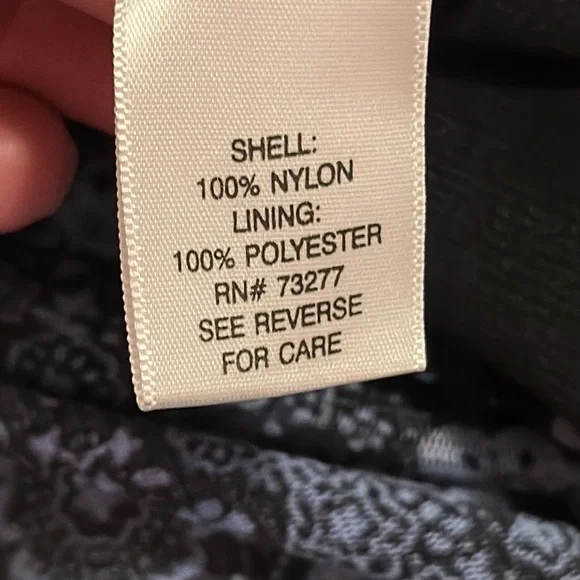 SHELL:
100% NYLON
LINING:
100% POLYESTER
RN# 73277
SEE REVERSE
FOR CARE